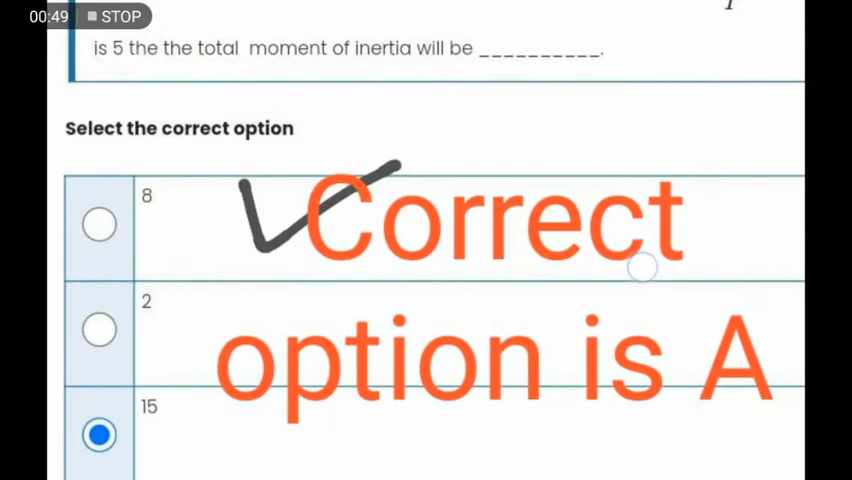 00:49 STOP
is 5 the the total moment of inertia will be __________.
Select the correct option
8
Correct
2
option is A
15